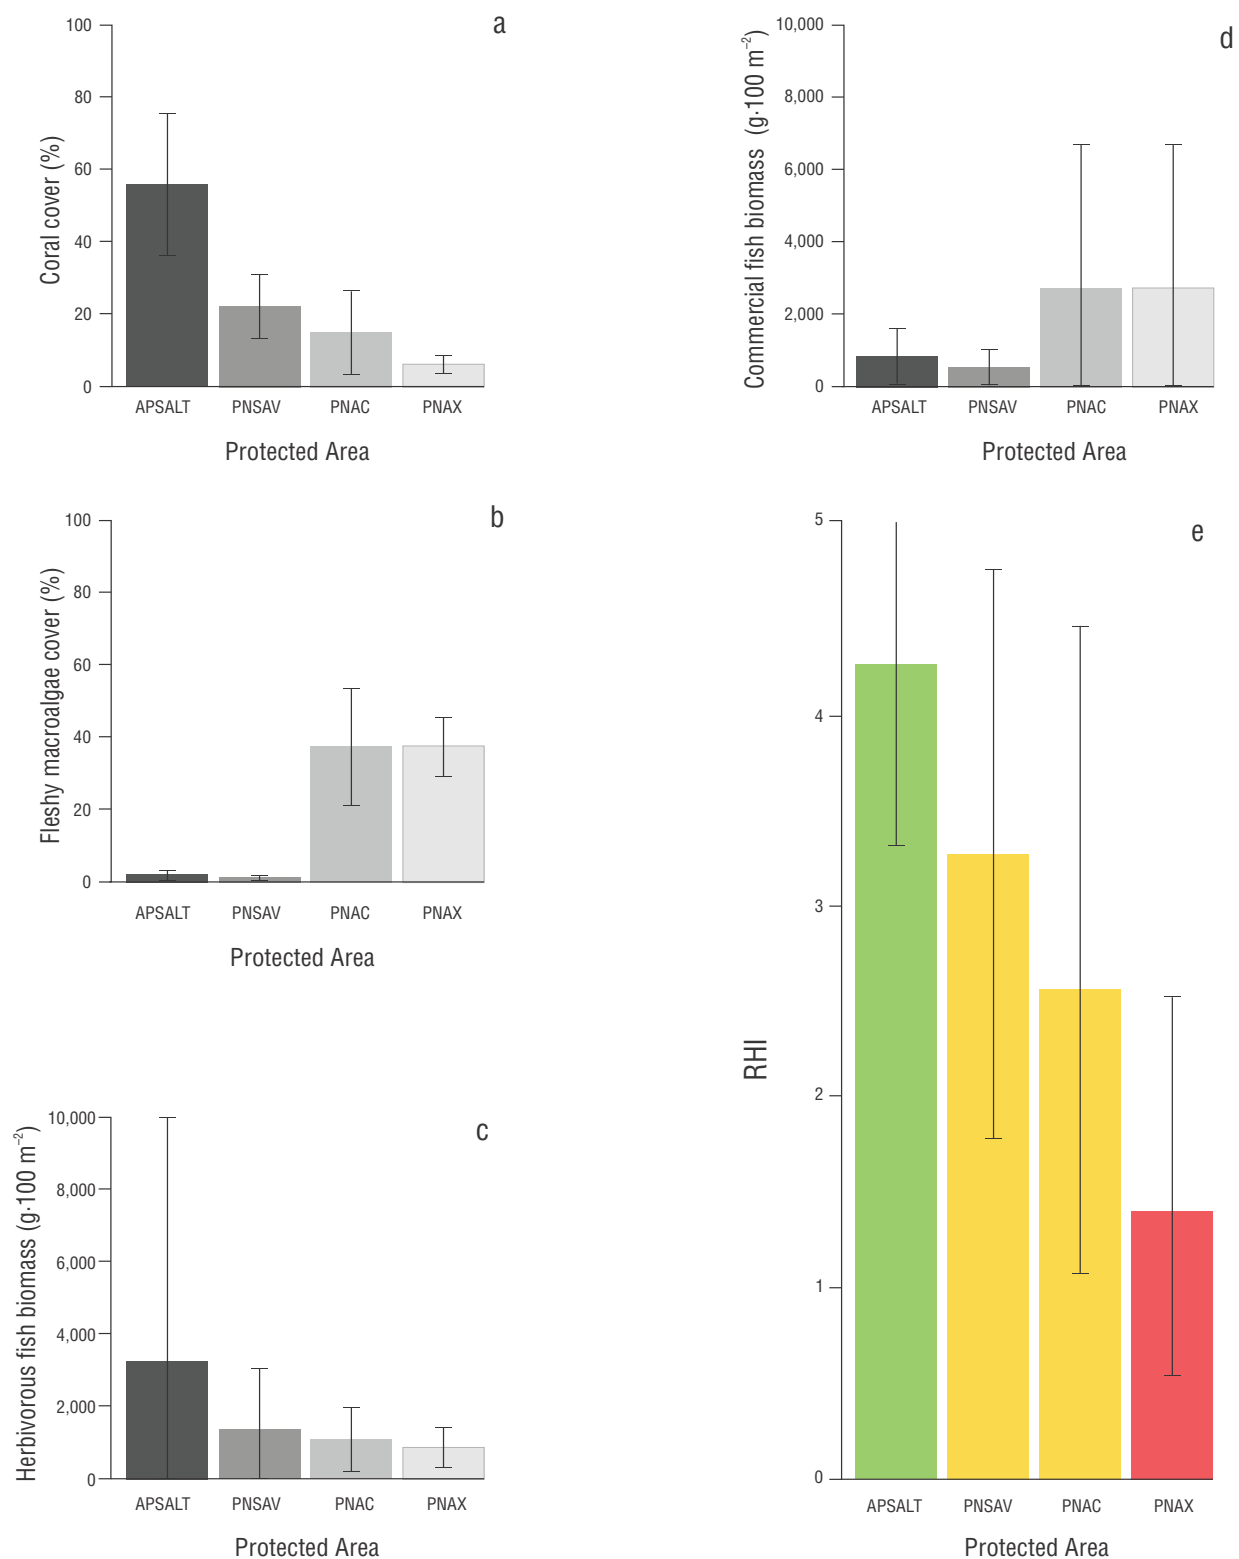 a
100
80
60
40
20
0
Coral cover (%)
APSALT PNSAV PNAC PNAX
Protected Area
b
100
80
60
40
20
0
Fleshy macroalgae cover (%)
APSALT PNSAV PNAC PNAX
Protected Area
c
10,000
8,000
6,000
4,000
2,000
0
Herbivorous fish biomass (g·100 m⁻²)
APSALT PNSAV PNAC PNAX
Protected Area
d
10,000
8,000
6,000
4,000
2,000
0
Commercial fish biomass (g·100 m⁻²)
APSALT PNSAV PNAC PNAX
Protected Area
e
5
4
3
2
1
0
RHI
APSALT PNSAV PNAC PNAX
Protected Area